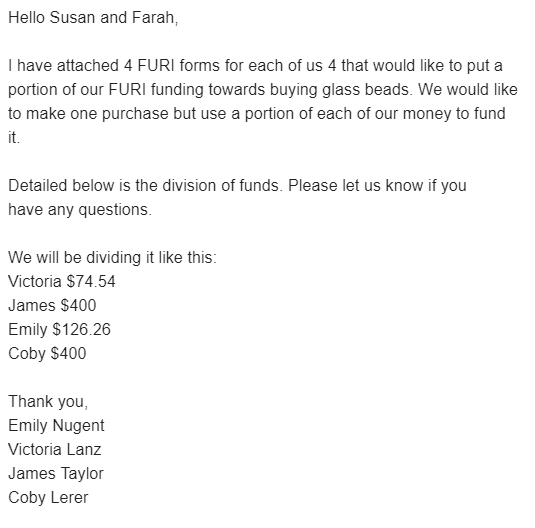 Hello Susan and Farah,
I have attached 4 FURI forms for each of us 4 that would like to put a
portion of our FURI funding towards buying glass beads. We would like
to make one purchase but use a portion of each of our money to fund
it.
Detailed below is the division of funds. Please let us know if you
have any questions.
We will be dividing it like this:
Victoria $74.54
James $400
Emily $126.26
Coby $400
Thank you,
Emily Nugent
Victoria Lanz
James Taylor
Coby Lerer